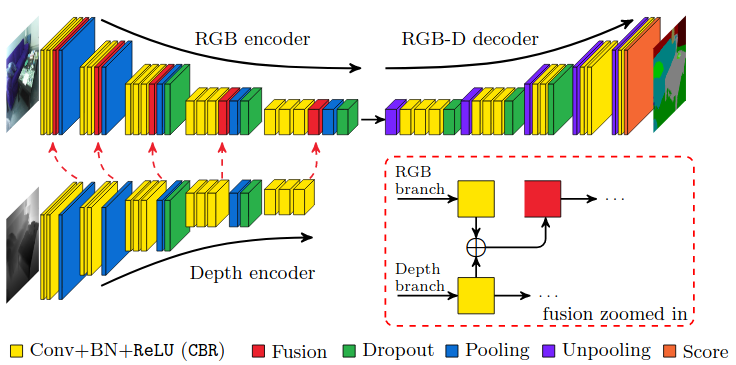 RGB encoder
RGB-D decoder
Depth encoder
RGB
branch
...
Depth
branch
...
fusion zoomed in
Conv+BN+ReLU (CBR)
Fusion
Dropout
Pooling
Unpooling
Score